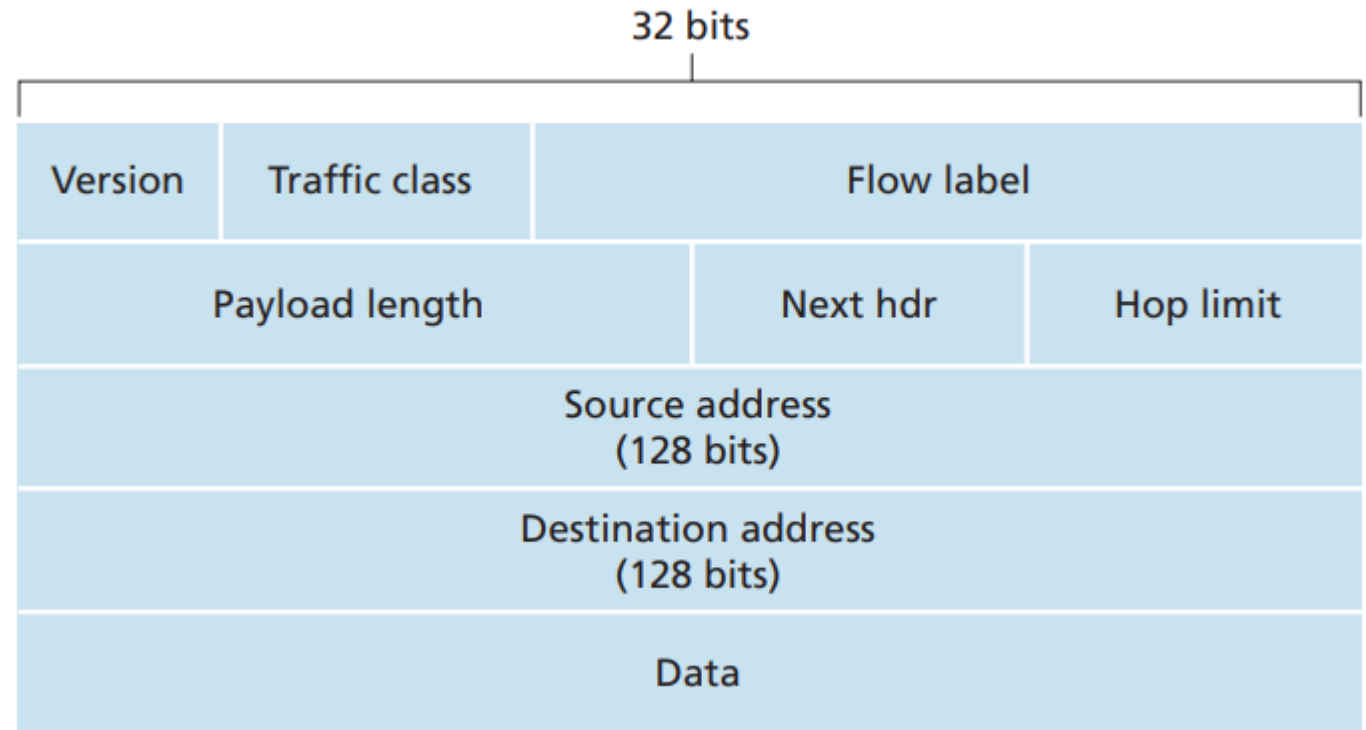 32 bits
Version Traffic class Flow label
Payload length Next hdr Hop limit
Source address
(128 bits)
Destination address
(128 bits)
Data